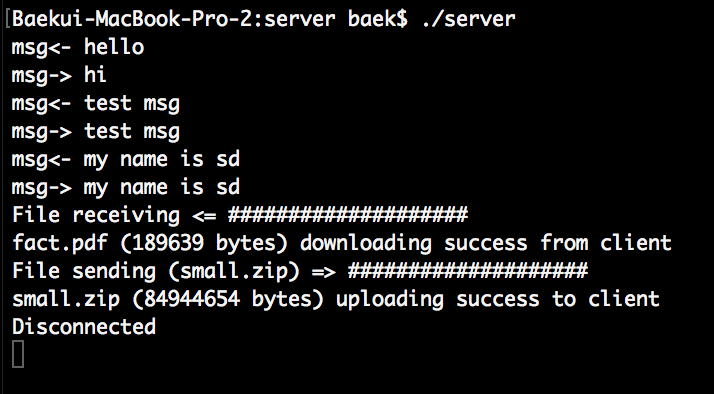 [Baekui-MacBook-Pro-2:server baek$ ./server
msg<- hello
msg-> hi
msg<- test msg
msg-> test msg
msg<- my name is sd
msg-> my name is sd
File receiving <= ####################
fact.pdf (189639 bytes) downloading success from client
File sending (small.zip) => ####################
small.zip (84944654 bytes) uploading success to client
Disconnected